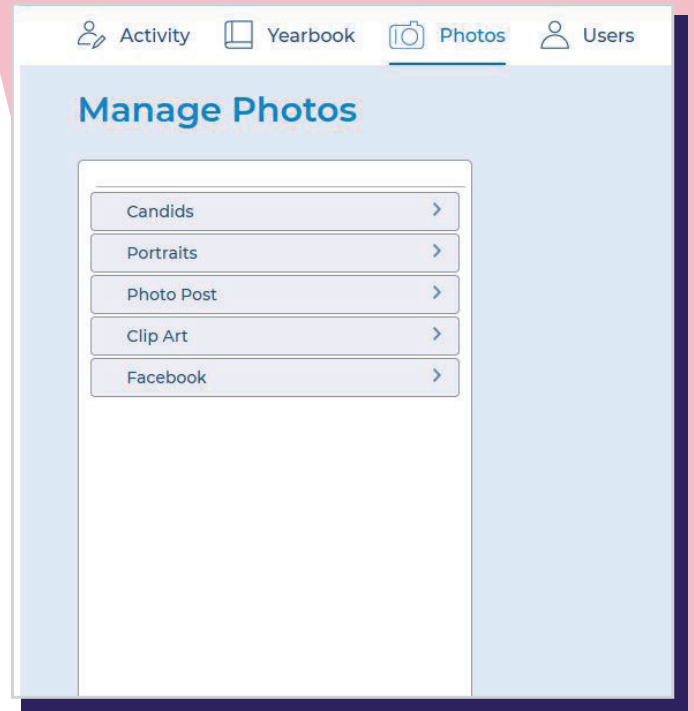 Activity Yearbook Photos Users
Manage Photos
Candids
Portraits
Photo Post
Clip Art
Facebook